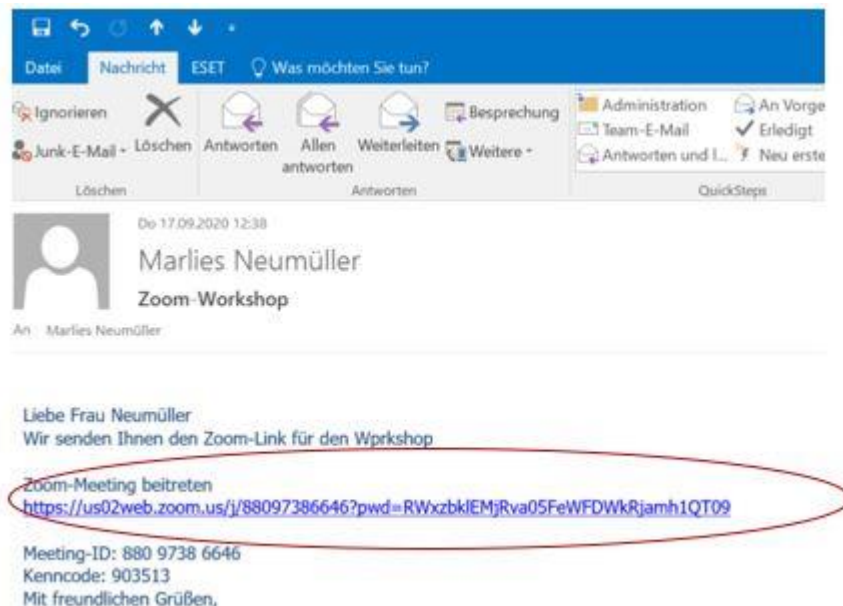 Datei Nachricht ESET Was möchten Sie tun?
Ignorieren
Junk-E-Mail
Löschen
Antworten
Allen
antworten
Weiterleiten
Besprechung
Weitere
Administration
Team-E-Mail
Antworten und l...
An Vorge
Erledigt
Neu erste
Löschen Antworten QuickSteps
Do 17.09.2020 12:38
Marlies Neumüller
Zoom-Workshop
An Marlies Neumüller
Liebe Frau Neumüller
Wir senden Ihnen den Zoom-Link für den Wprkshop
Zoom-Meeting beitreten
https://us02web.zoom.us/j/88097386646?pwd=RWxzbklEMjRva05FeWFDWkRjamh1QT09
Meeting-ID: 880 9738 6646
Kenncode: 903513
Mit freundlichen Grüßen,